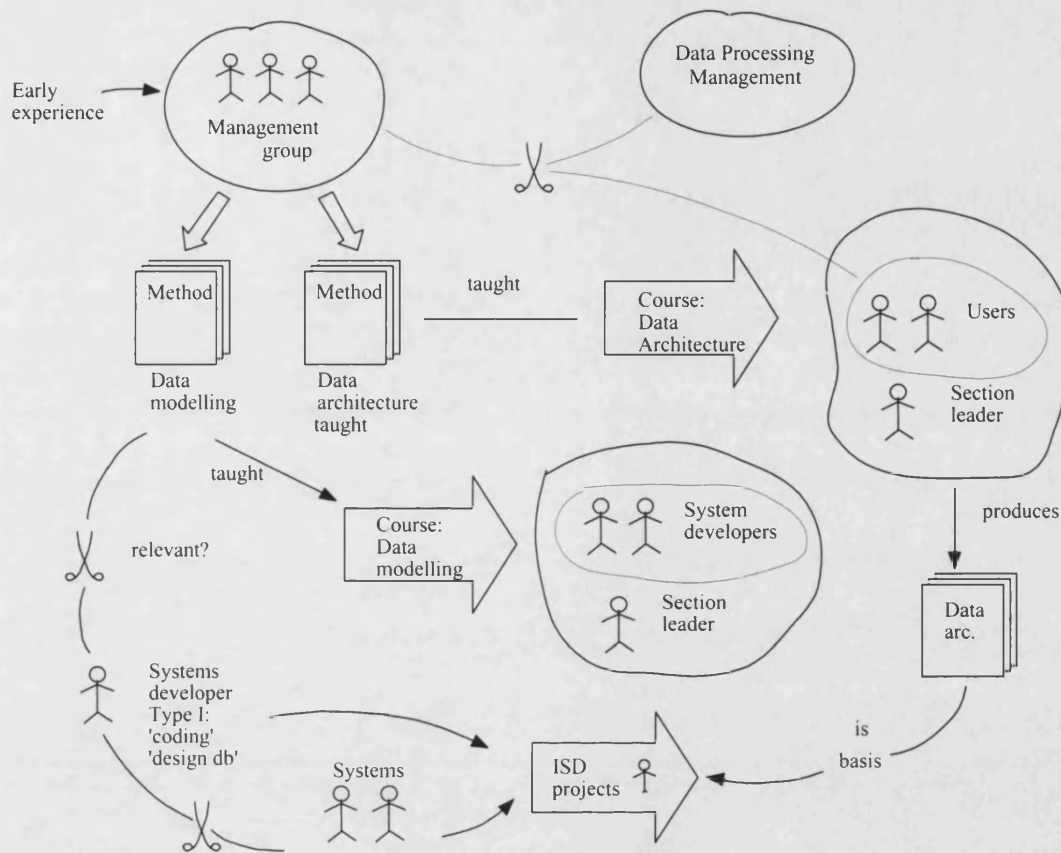 Early
experience
Management
group
Data Processing
Management
Method
Method
taught
Course:
Data
Architecture
Users
Section
leader
Data
modelling
Data
architecture
taught
taught
Course:
Data
modelling
System
developers
Section
leader
produces
relevant?
Data
arc.
Systems
developer
Type I:
'coding'
'design db'
Systems
ISD
projects
is
basis